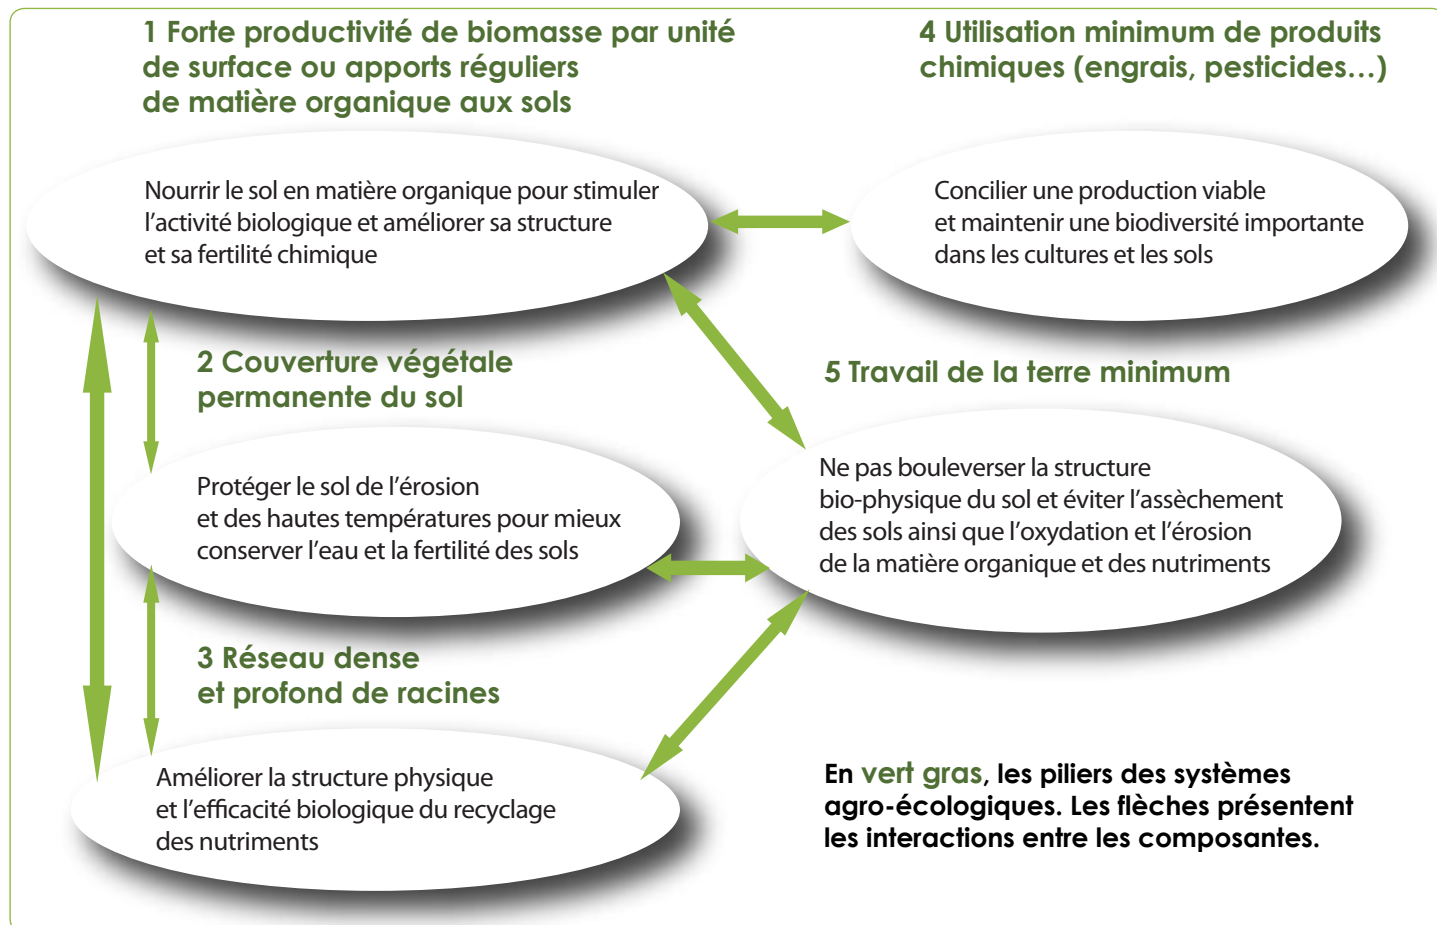 1 Forte productivité de biomasse par unité
de surface ou apports réguliers
de matière organique aux sols
Nourrir le sol en matière organique pour stimuler
l’activité biologique et améliorer sa structure
et sa fertilité chimique
2 Couverture végétale
permanente du sol
Protéger le sol de l’érosion
et des hautes températures pour mieux
conserver l’eau et la fertilité des sols
3 Réseau dense
et profond de racines
Améliorer la structure physique
et l’efficacité biologique du recyclage
des nutriments
4 Utilisation minimum de produits
chimiques (engrais, pesticides…)
Concilier une production viable
et maintenir une biodiversité importante
dans les cultures et les sols
5 Travail de la terre minimum
Ne pas bouleverser la structure
bio-physique du sol et éviter l’assèchement
des sols ainsi que l’oxydation et l’érosion
de la matière organique et des nutriments
En vert gras, les piliers des systèmes
agro-écologiques. Les flèches présentent
les interactions entre les composantes.